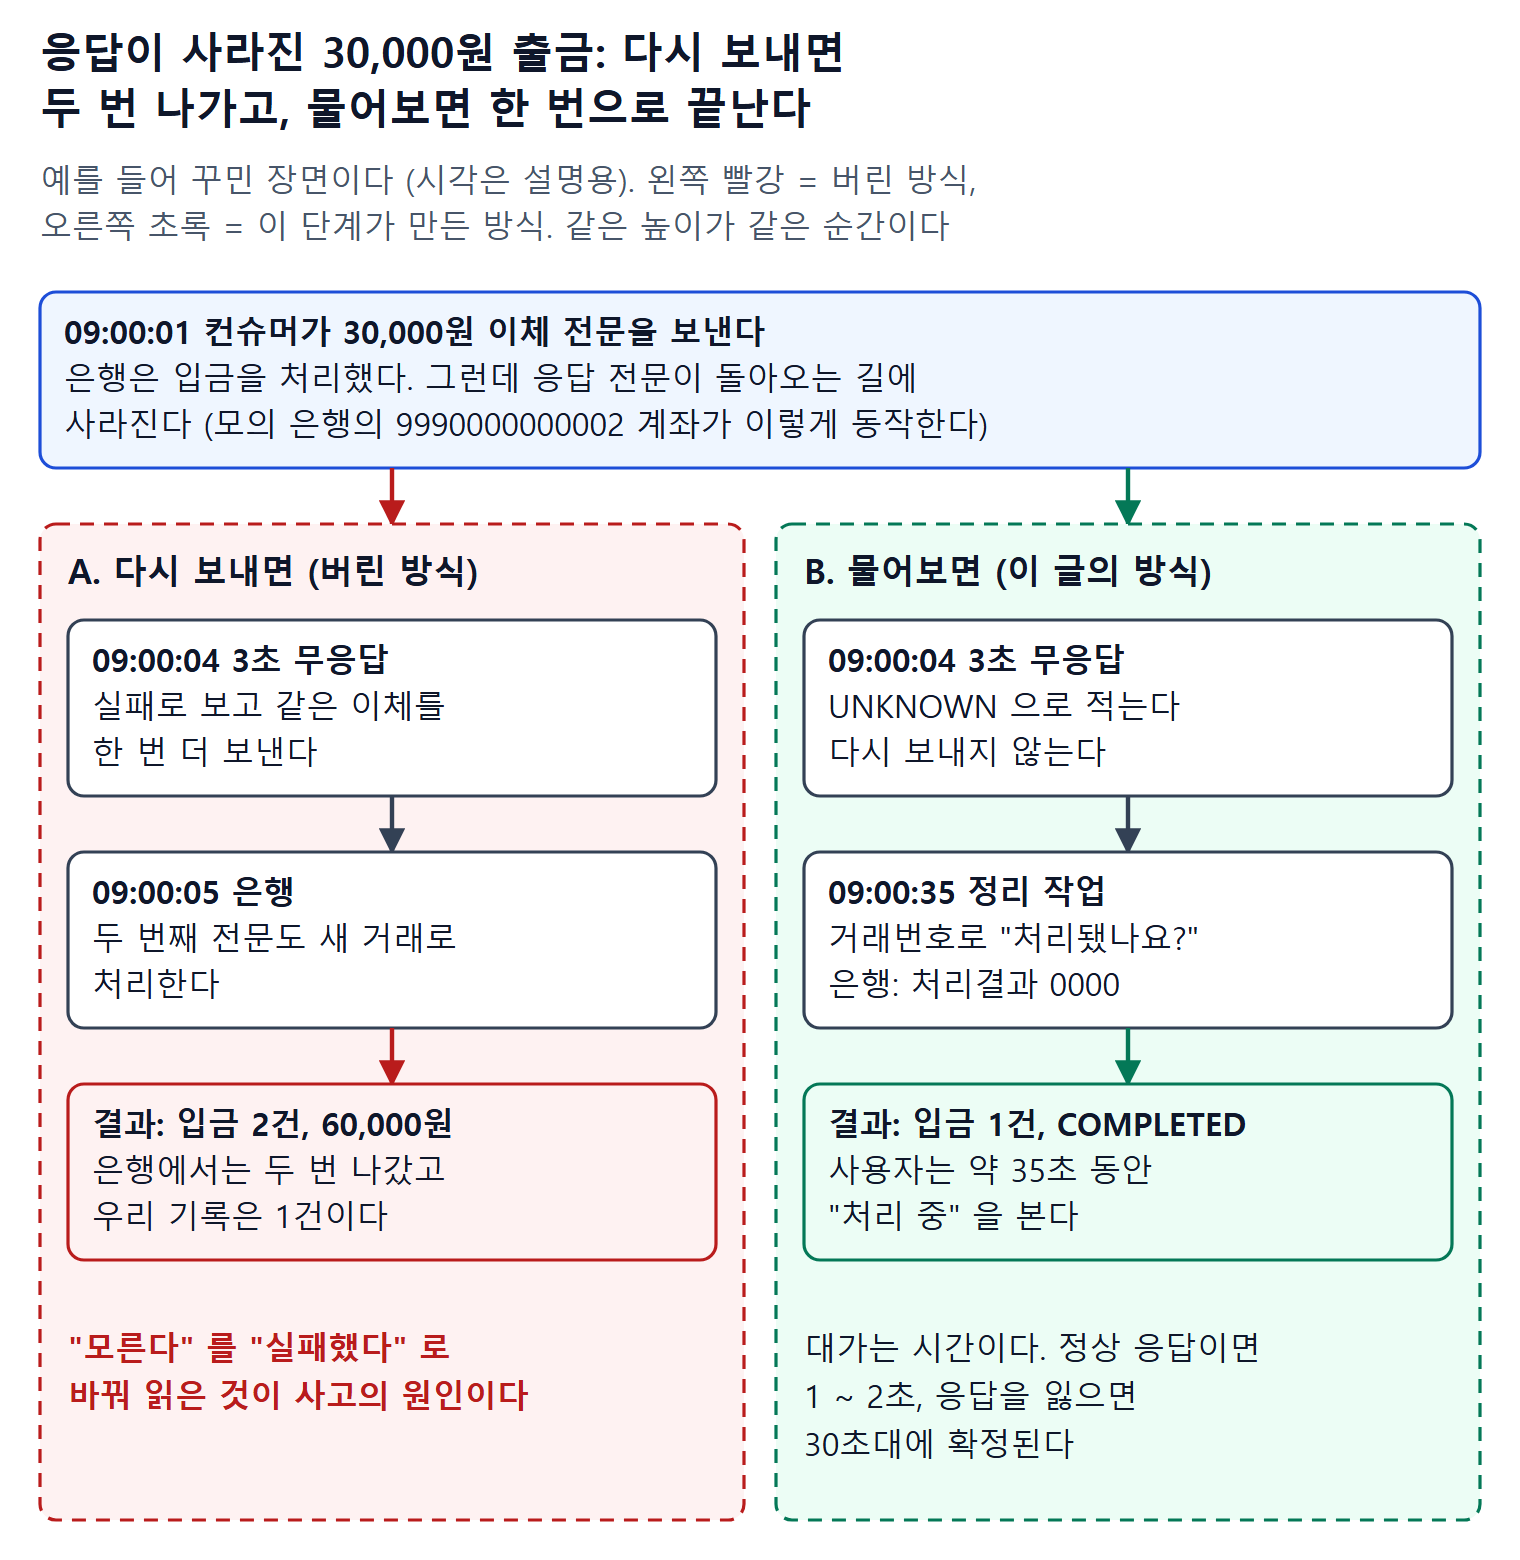 응답이 사라진 30,000원 출금: 다시 보내면
두 번 나가고, 물어보면 한 번으로 끝난다
예를 들어 꾸민 장면이다 (시각은 설명용). 왼쪽 빨강 = 버린 방식,
오른쪽 초록 = 이 단계가 만든 방식. 같은 높이가 같은 순간이다
09:00:01 컨슈머가 30,000원 이체 전문을 보낸다
은행은 입금을 처리했다. 그런데 응답 전문이 돌아오는 길에
사라진다 (모의 은행의 9990000000002 계좌가 이렇게 동작한다)
A. 다시 보내면 (버린 방식)
09:00:04 3초 무응답
실패로 보고 같은 이체를
한 번 더 보낸다
09:00:05 은행
두 번째 전문도 새 거래로
처리한다
결과: 입금 2건, 60,000원
은행에서는 두 번 나갔고
우리 기록은 1건이다
"모른다" 를 "실패했다" 로
바꿔 읽은 것이 사고의 원인이다
B. 물어보면 (이 글의 방식)
09:00:04 3초 무응답
UNKNOWN 으로 적는다
다시 보내지 않는다
09:00:35 정리 작업
거래번호로 "처리됐나요?"
은행: 처리결과 0000
결과: 입금 1건, COMPLETED
사용자는 약 35초 동안
"처리 중" 을 본다
대가는 시간이다. 정상 응답이면
1 ~ 2초, 응답을 잃으면
30초대에 확정된다